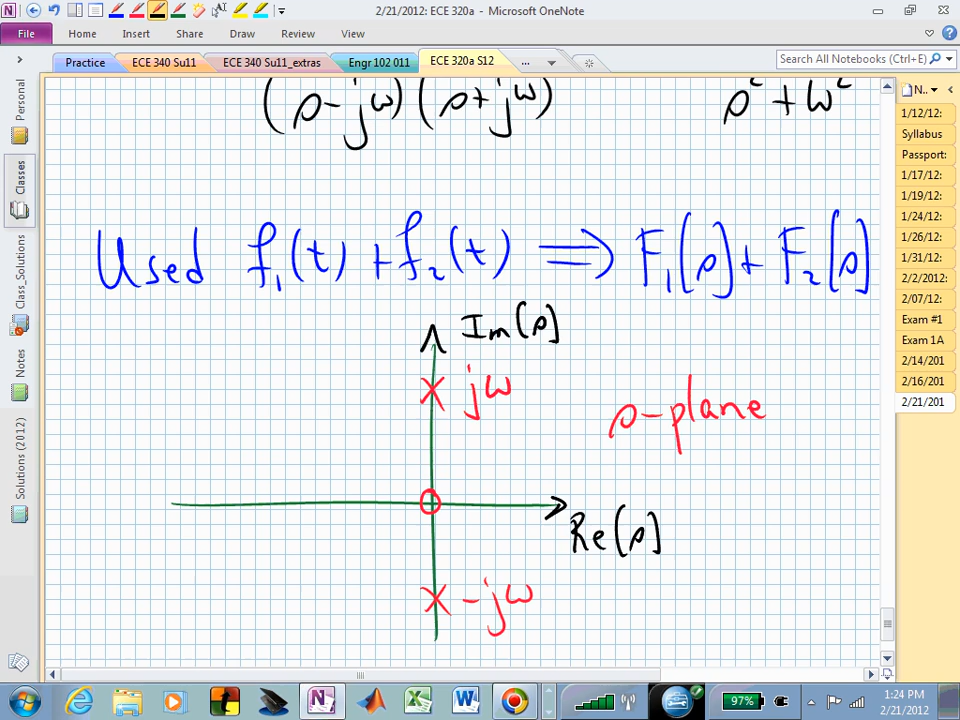 2/21/2012: ECE 320a - Microsoft OneNote
File Home Insert Share Draw Review View
Practice ECE 340 Su11 ECE 340 Su11_extras Engr 102 011 ECE 320a S12 ... Search All Notebooks (Ctrl+E)
Personal
Classes
Class_Solutions
Notes
Solutions (2012)
(s-jω)(s+jω) s²+ω²
Used f₁(t)+f₂(t) ⟹ F₁[s]+F₂[s]
Im[s]
× jω
s-plane
Re[s]
× -jω
N...
1/12/12:
Syllabus
Passport:
1/17/12:
1/19/12:
1/24/12:
1/26/12:
1/31/12:
2/2/2012:
2/07/12:
Exam #1
Exam 1A
2/14/201
2/16/201
2/21/201
97%
1:24 PM
2/21/2012